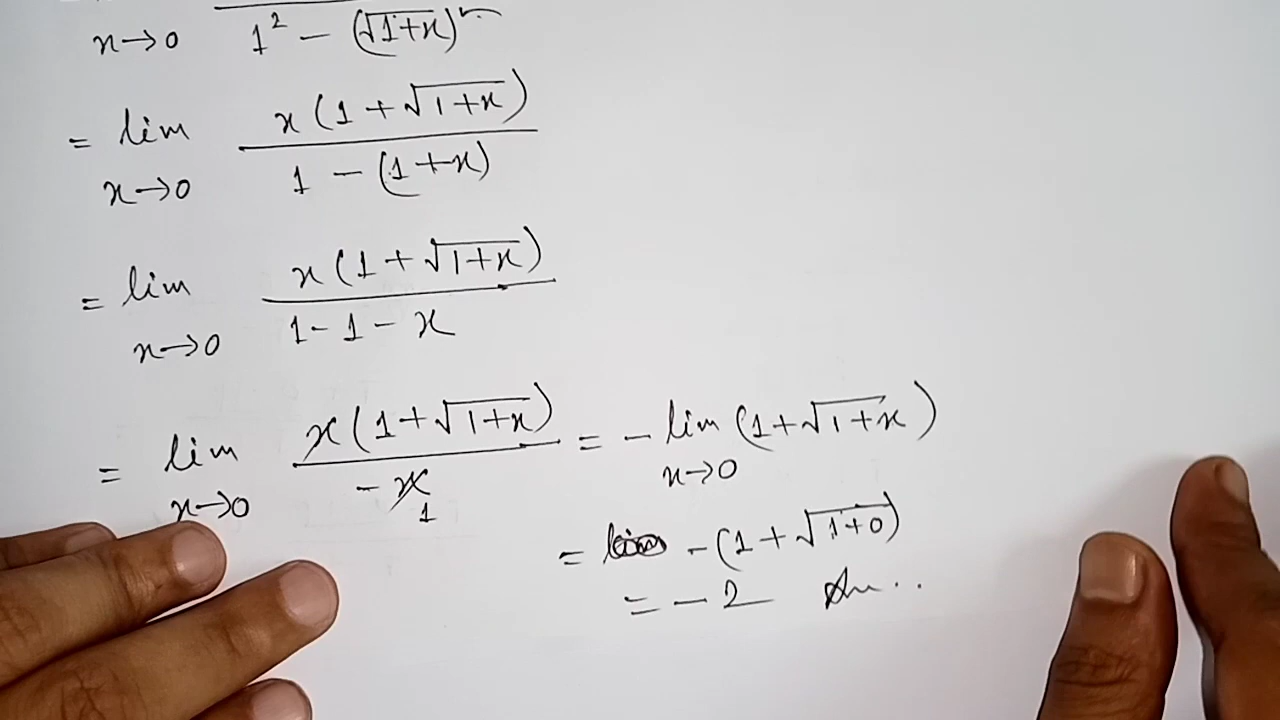 x→0 1² − (√1+x)²
= lim x(1+√1+x)
x→0 1 − (1+x)
= lim x(1+√1+x)
x→0 1-1-x
= lim x(1+√1+x) = - lim (1+√1+x)
x→0 -x 1 x→0
= -(1+√1+0)
= -2 An..